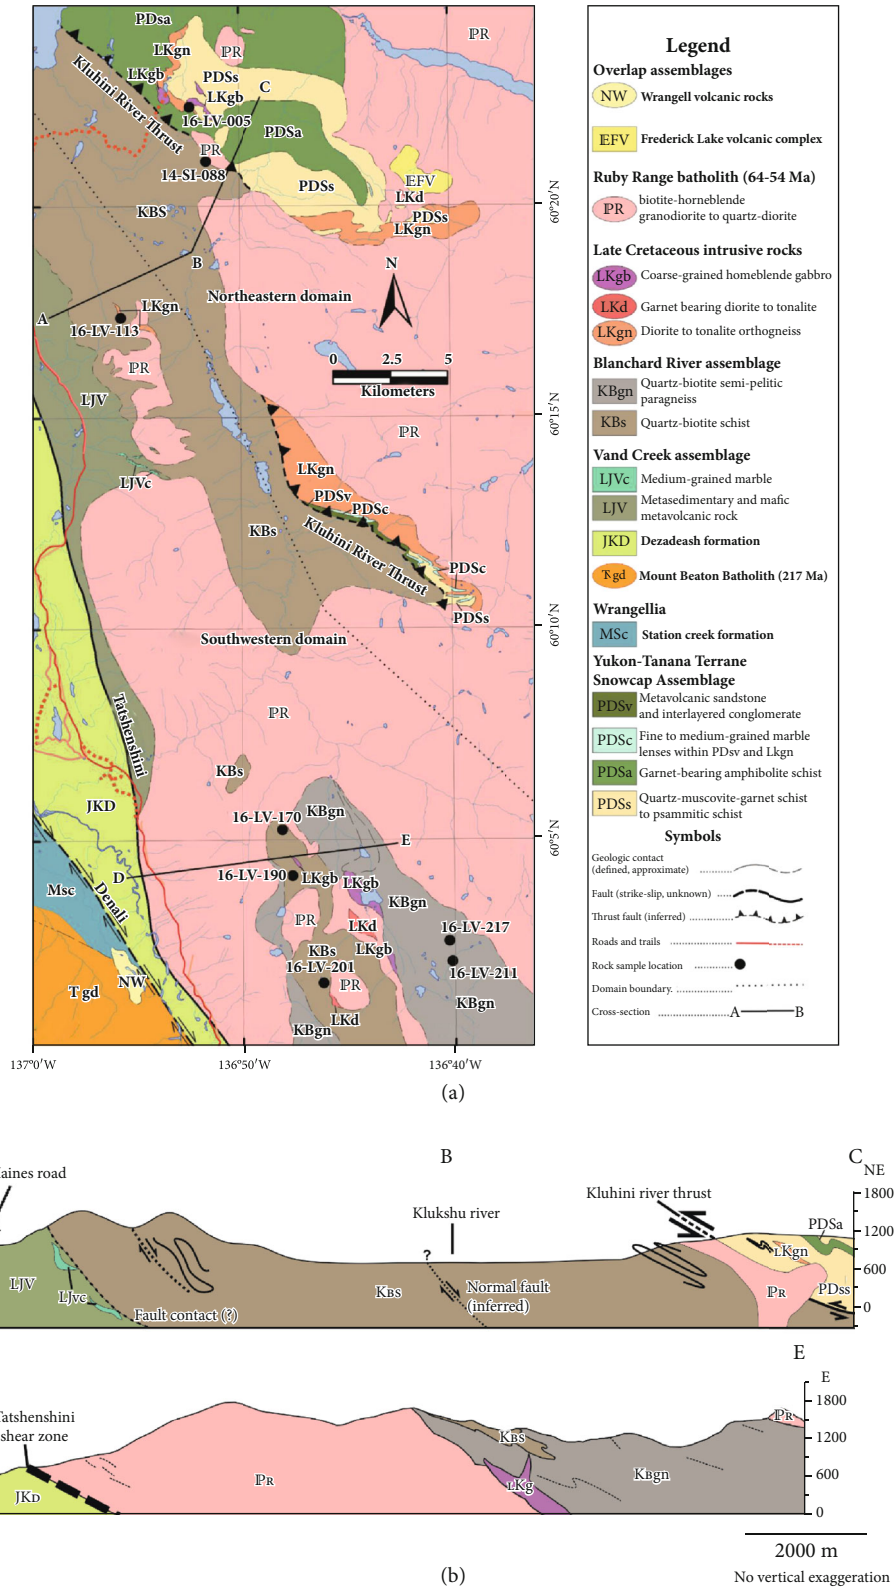 PDsa
LKgn
PR
PR
LKgb
PDSs
C
LKgb
16-LV-005
Kluhini River Thrust
PDSa
PR
14-SI-088
EFV
PDSs
LKd
PDSs
KBS
LKgn
B
N
Northeastern domain
A
LKgn
16-LV-113
0 2.5 5
Kilometers
PR
LJV
PR
LKgn
LJVc
PDSv
PDSc
KBs
Kluhini River Thrust
PDSc
PDSs
Southwestern domain
PR
Tatshenshini
KBs
JKD
KBgn
16-LV-170
E
D
16-LV-190
LKgb
LKgb
Msc
Denali
KBgn
PR
LKd
16-LV-217
KBs
LKgb
16-LV-201
16-LV-211
NW
T gd
PR
KBgn
LKd
KBgn
60°20′N
60°15′N
60°10′N
60°5′N
137°0′W
136°50′W
136°40′W
Legend
Overlap assemblages
NW Wrangell volcanic rocks
EFV Frederick Lake volcanic complex
Ruby Range batholith (64-54 Ma)
PR biotite-horneblende
granodiorite to quartz-diorite
Late Cretaceous intrusive rocks
LKgb Coarse-grained homeblende gabbro
LKd Garnet bearing diorite to tonalite
LKgn Diorite to tonalite orthogneiss
Blanchard River assemblage
KBgn Quartz-biotite semi-pelitic
paragneiss
KBs Quartz-biotite schist
Vand Creek assemblage
LJVc Medium-grained marble
LJV Metasedimentary and mafic
metavolcanic rock
JKD Dezadeash formation
Ŧgd Mount Beaton Batholith (217 Ma)
Wrangellia
MSc Station creek formation
Yukon-Tanana Terrane
Snowcap Assemblage
PDSv Metavolcanic sandstone
and interlayered conglomerate
PDSc Fine to medium-grained marble
lenses within PDsv and Lkgn
PDSa Garnet-bearing amphibolite schist
PDSs Quartz-muscovite-garnet schist
to psammitic schist
Symbols
Geologic contact
(defined, approximate)
Fault (strike-slip, unknown)
Thrust fault (inferred)
Roads and trails
Rock sample location
Domain boundary.
Cross-section A B
(a)
B
C
NE
aines road
Kluhini river thrust
1800
Klukshu river
PDSa
1200
?
LKgn
600
LJV
LJvc
KBs
Normal fault
(inferred)
PR
PDss
0
Fault contact (?)
E
E
Tatshenshini
shear zone
1800
PR
KBs
1200
PR
KBgn
600
LKg
JKD
0
2000 m
No vertical exaggeration
(b)